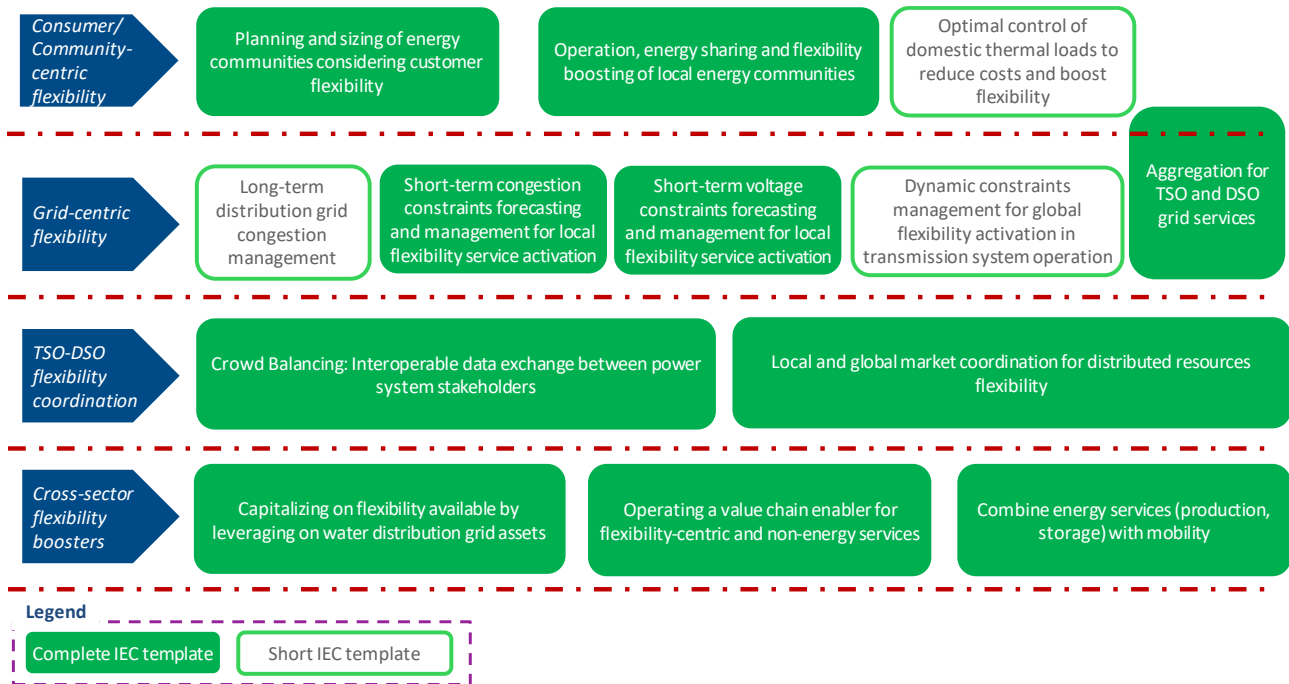 Consumer/
Community-
centric
flexibility
Planning and sizing of energy
communities considering customer
flexibility
Operation, energy sharing and flexibility
boosting of local energy communities
Optimal control of
domestic thermal loads to
reduce costs and boost
flexibility
Aggregation for
TSO and DSO
grid services
Grid-centric
flexibility
Long-term
distribution grid
congestion
management
Short-term congestion
constraints forecasting
and management for local
flexibility service activation
Short-term voltage
constraints forecasting
and management for local
flexibility service activation
Dynamic constraints
management for global
flexibility activation in
transmission system operation
TSO-DSO
flexibility
coordination
Crowd Balancing: Interoperable data exchange between power
system stakeholders
Local and global market coordination for distributed resources
flexibility
Cross-sector
flexibility
boosters
Capitalizing on flexibility available by
leveraging on water distribution grid assets
Operating a value chain enabler for
flexibility-centric and non-energy services
Combine energy services (production,
storage) with mobility
Legend
Complete IEC template
Short IEC template